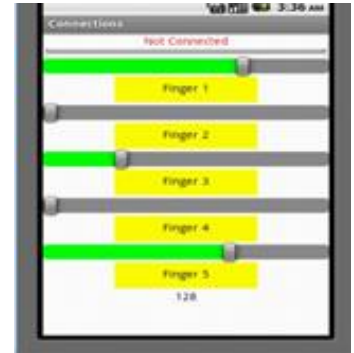 3:36 AM
Connections
Not Connected
Finger 1
Finger 2
Finger 3
Finger 4
Finger 5
128